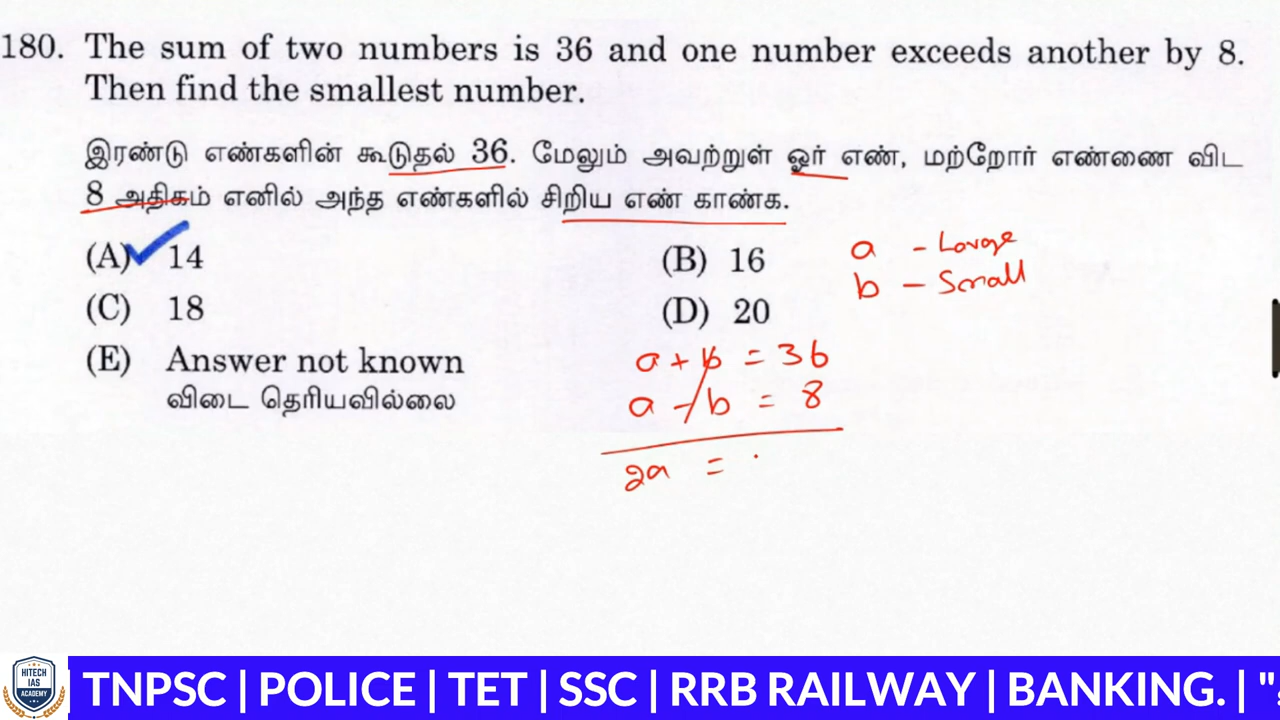 180. The sum of two numbers is 36 and one number exceeds another by 8.
Then find the smallest number.
இரண்டு எண்களின் கூடுதல் 36. மேலும் அவற்றுள் ஓர் எண், மற்றோர் எண்ணை விட
8 அதிகம் எனில் அந்த எண்களில் சிறிய எண் காண்க.
(A) 14
(B) 16
(C) 18
(D) 20
(E) Answer not known
விடை தெரியவில்லை
a - Large
b - Small
a + b = 36
a - b = 8
2a =
HITECH
IAS
ACADEMY
TNPSC | POLICE | TET | SSC | RRB RAILWAY | BANKING. | "